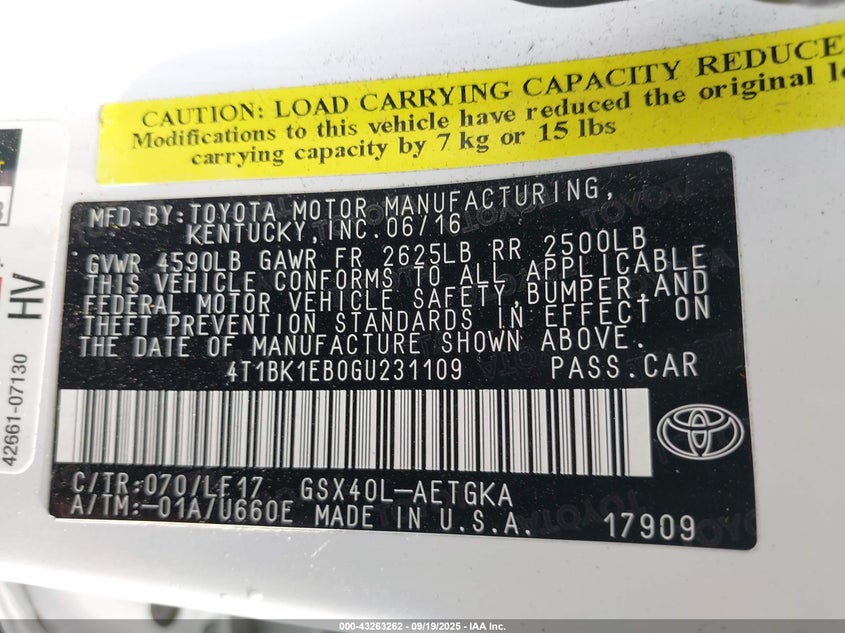 CAUTION: LOAD CARRYING CAPACITY REDUCE
Modifications to this vehicle have reduced the original
carrying capacity by 7 kg or 15 lbs
MFD.BY:TOYOTA MOTOR MANUFACTURING,
KENTUCKY,INC.06/16
GVWR 4590LB GAWR FR 2625LB RR 2500LB
THIS VEHICLE CONFORMS TO ALL APPLICABLE
FEDERAL MOTOR VEHICLE SAFETY,BUMPER,AND
THEFT PREVENTION STANDARDS IN EFFECT ON
THE DATE OF MANUFACTURE SHOWN ABOVE.
4T1BK1EB0GU231109 PASS.CAR
C/TR:070/LF17 GSX40L-AETGKA
A/TM:-01A/U660E MADE IN U.S.A. 17909
HV
42661-07130
000-43263262 - 09/19/2025 - IAA Inc.